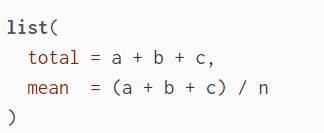 list(
  total = a + b + c,
  mean  = (a + b + c) / n
)